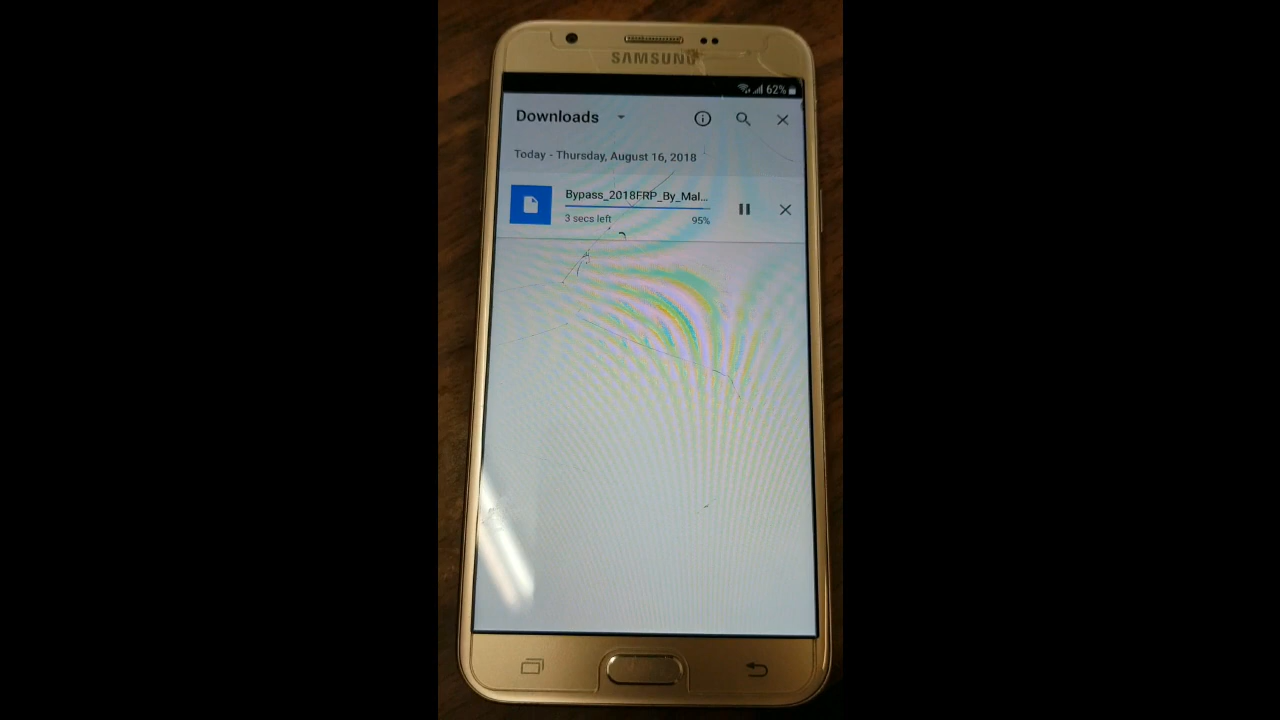 SAMSUNG
62%
Downloads
Today - Thursday, August 16, 2018
Bypass_2018FRP_By_Mal...
3 secs left
95%